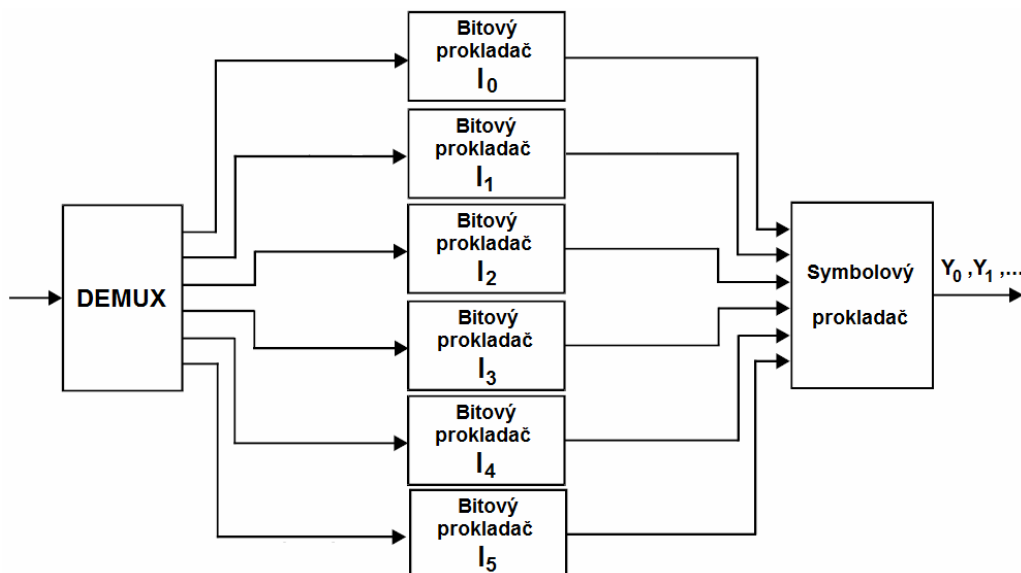 Bitový
prokladač
I0
Bitový
prokladač
I1
Bitový
prokladač
I2
Bitový
prokladač
I3
Bitový
prokladač
I4
Bitový
prokladač
I5
DEMUX
Symbolový
prokladač
Y0 ,Y1 ,...